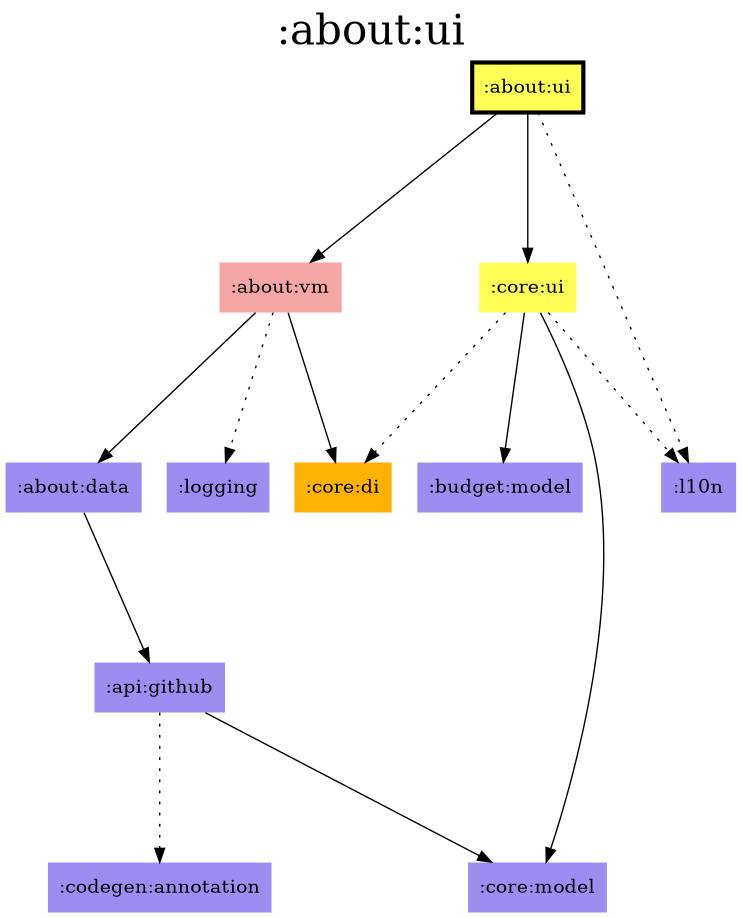 :about:ui
:about:ui
:about:vm
:core:ui
:about:data
:logging
:core:di
:budget:model
:l10n
:api:github
:codegen:annotation
:core:model